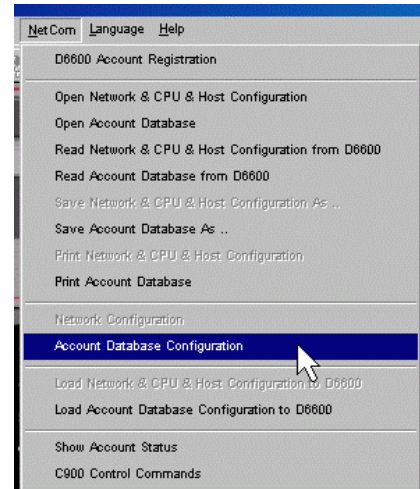 NetCom Language Help
D6600 Account Registration
Open Network & CPU & Host Configuration
Open Account Database
Read Network & CPU & Host Configuration from D6600
Read Account Database from D6600
Save Network & CPU & Host Configuration As ..
Save Account Database As ..
Print Network & CPU & Host Configuration
Print Account Database
Network Configuration
Account Database Configuration
Load Network & CPU & Host Configuration to D6600
Load Account Database Configuration to D6600
Show Account Status
C900 Control Commands